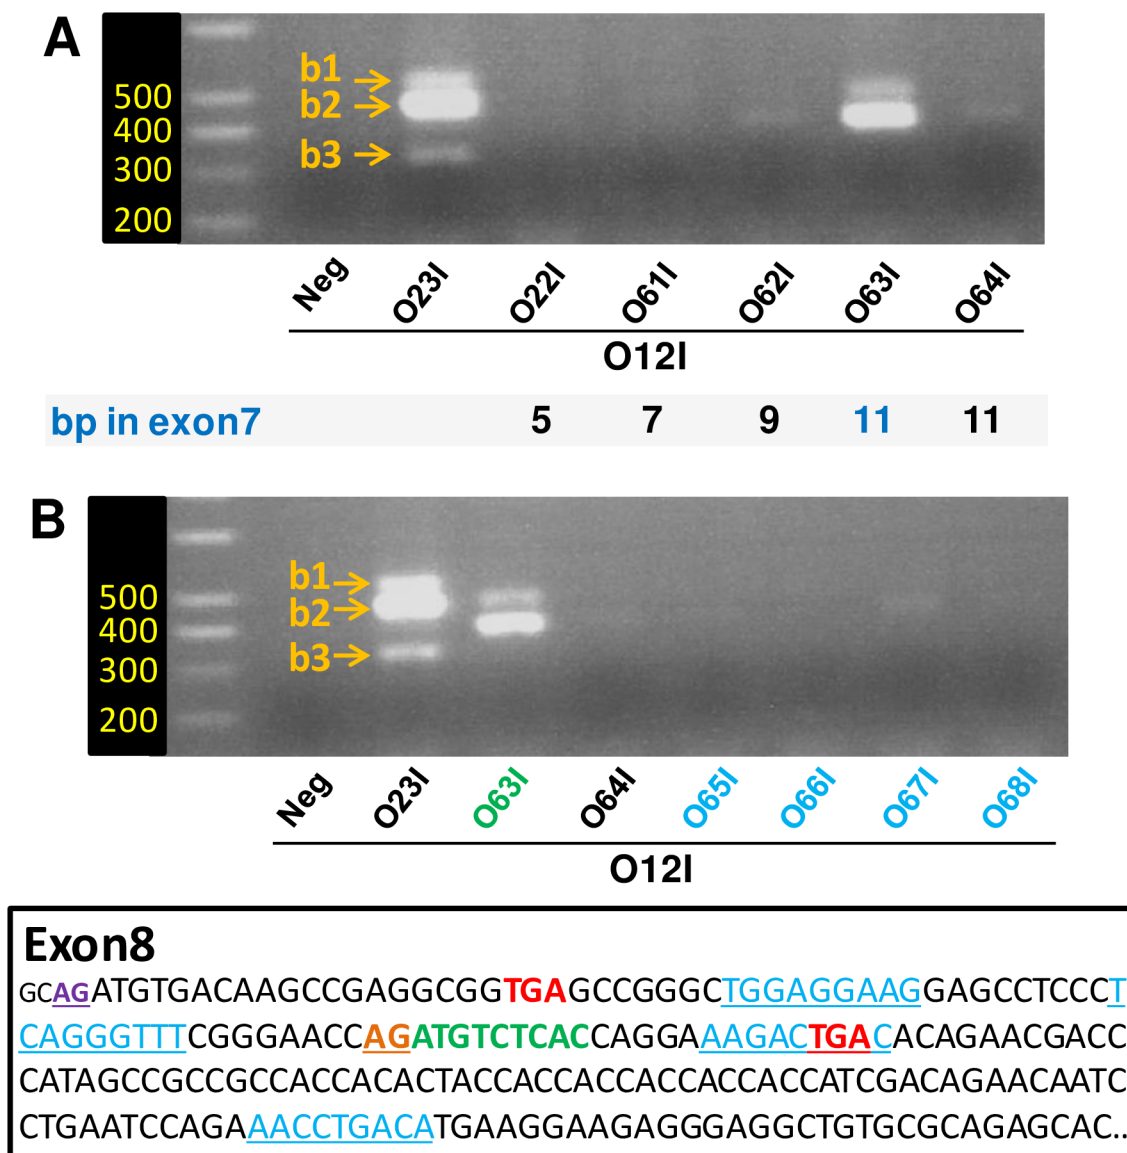 A
500
400
300
200
b1
b2
b3
Neg O23I O22I O61I O62I O63I O64I
O12I
bp in exon7 5 7 9 11 11
B
500
400
300
200
b1
b2
b3
Neg O23I O63I O64I O65I O66I O67I O68I
O12I
Exon8
GCAGATGTGACAAGCCGAGGCGGTGAGCCGGGCTGGAGGAAGGAGCCTCCCT
CAGGGTTTCGGGAACCAGATGTCTCACCAGGAAAGACTGACACAGAACGACC
CATAGCCGCCGCCACCACACTACCACCACCACCACCACCATCGACAGAACAATC
CTGAATCCAGAAACCTGACATGAAGGAAGAGGGAGGCTGTGCGCAGAGCAC..